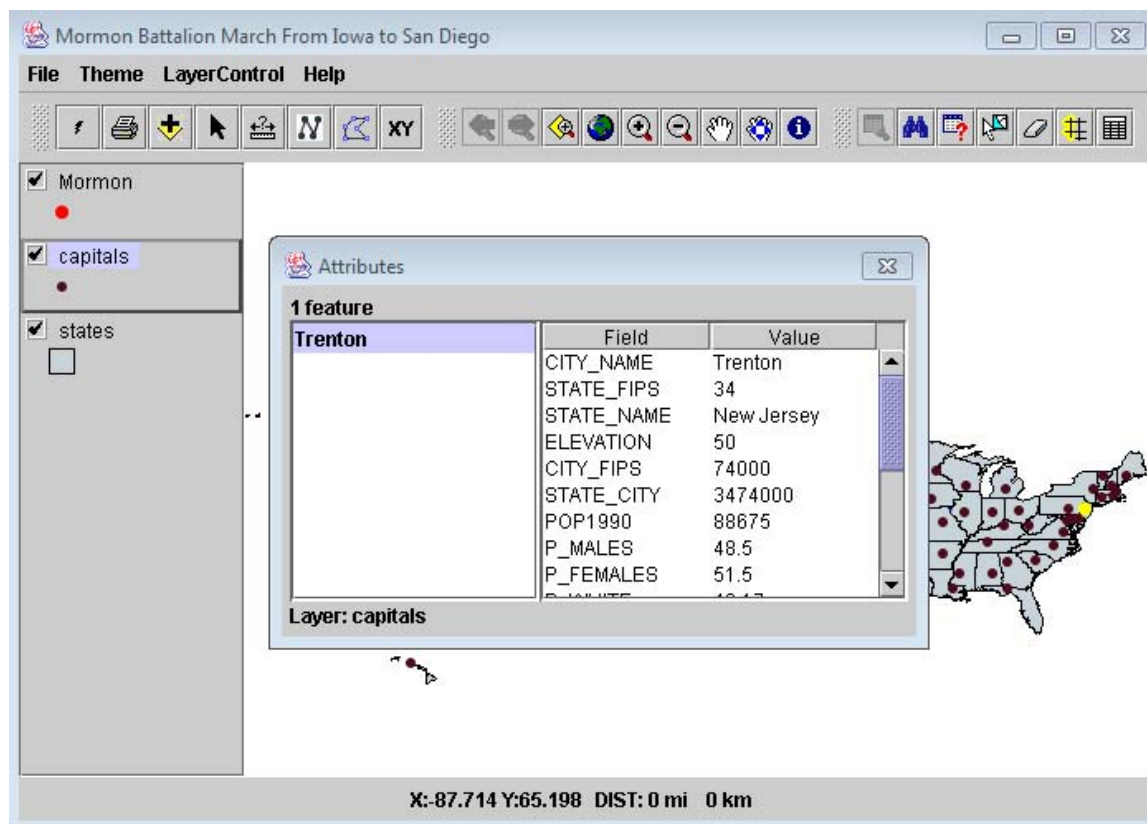 Mormon Battalion March From Iowa to San Diego
File Theme LayerControl Help
XY
Mormon
capitals
states
Attributes
1 feature
Trenton
Field Value
CITY_NAME Trenton
STATE_FIPS 34
STATE_NAME New Jersey
ELEVATION 50
CITY_FIPS 74000
STATE_CITY 3474000
POP1990 88675
P_MALES 48.5
P_FEMALES 51.5
Layer: capitals
X:-87.714 Y:65.198 DIST: 0 mi 0 km